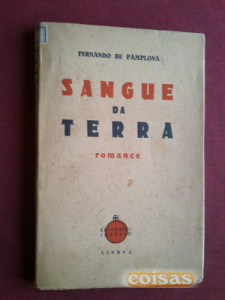 FERNANDO DE PAMPLONA
SANGUE
DA
TERRA
romance
LISBOA
coisas